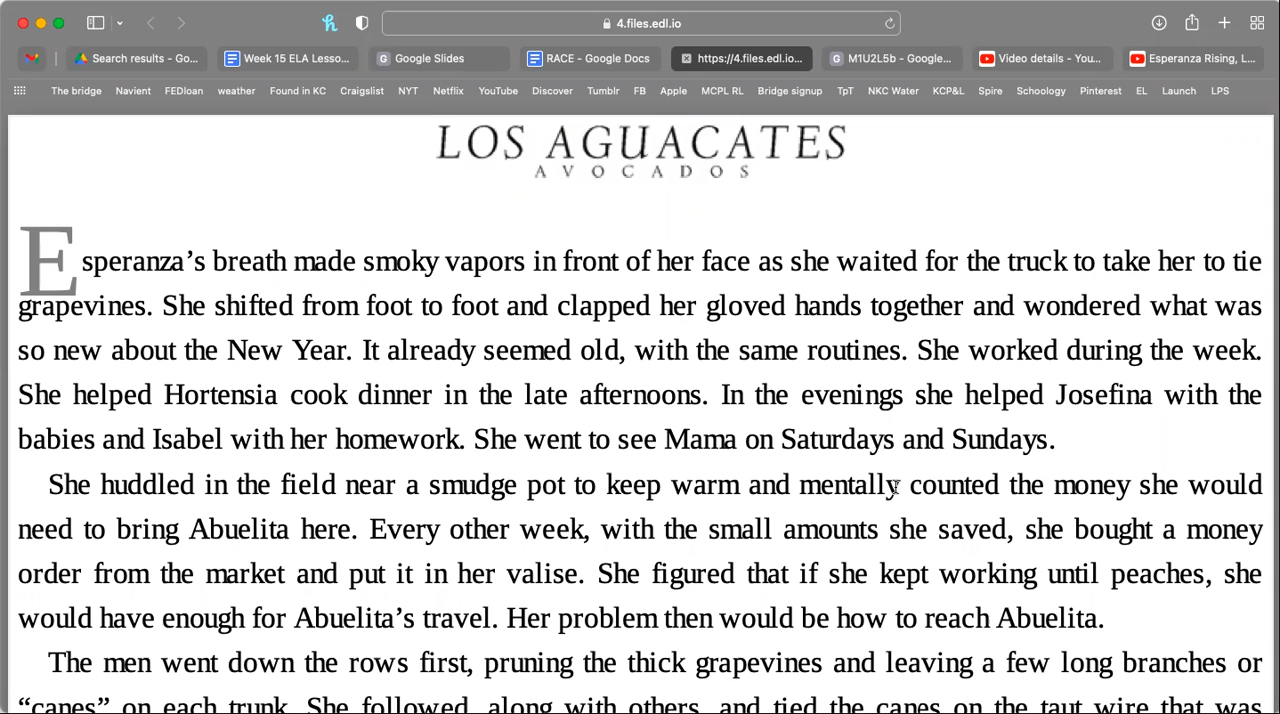 4.files.edl.io
Search results - Go...
Week 15 ELA Lesso...
Google Slides
RACE - Google Docs
https://4.files.edl.io...
M1U2L5b - Google...
Video details - You...
Esperanza Rising, L...
The bridge Navient FEDloan weather Found in KC Craigslist NYT Netflix YouTube Discover Tumblr FB Apple MCPL RL Bridge signup TpT NKC Water KCP&L Spire Schoology Pinterest EL Launch LPS
LOS AGUACATES
AVOCADOS
Esperanza’s breath made smoky vapors in front of her face as she waited for the truck to take her to tie
grapevines. She shifted from foot to foot and clapped her gloved hands together and wondered what was
so new about the New Year. It already seemed old, with the same routines. She worked during the week.
She helped Hortensia cook dinner in the late afternoons. In the evenings she helped Josefina with the
babies and Isabel with her homework. She went to see Mama on Saturdays and Sundays.
She huddled in the field near a smudge pot to keep warm and mentally counted the money she would
need to bring Abuelita here. Every other week, with the small amounts she saved, she bought a money
order from the market and put it in her valise. She figured that if she kept working until peaches, she
would have enough for Abuelita’s travel. Her problem then would be how to reach Abuelita.
The men went down the rows first, pruning the thick grapevines and leaving a few long branches or
“canes” on each trunk. She followed, along with others, and tied the canes on the taut wire that was